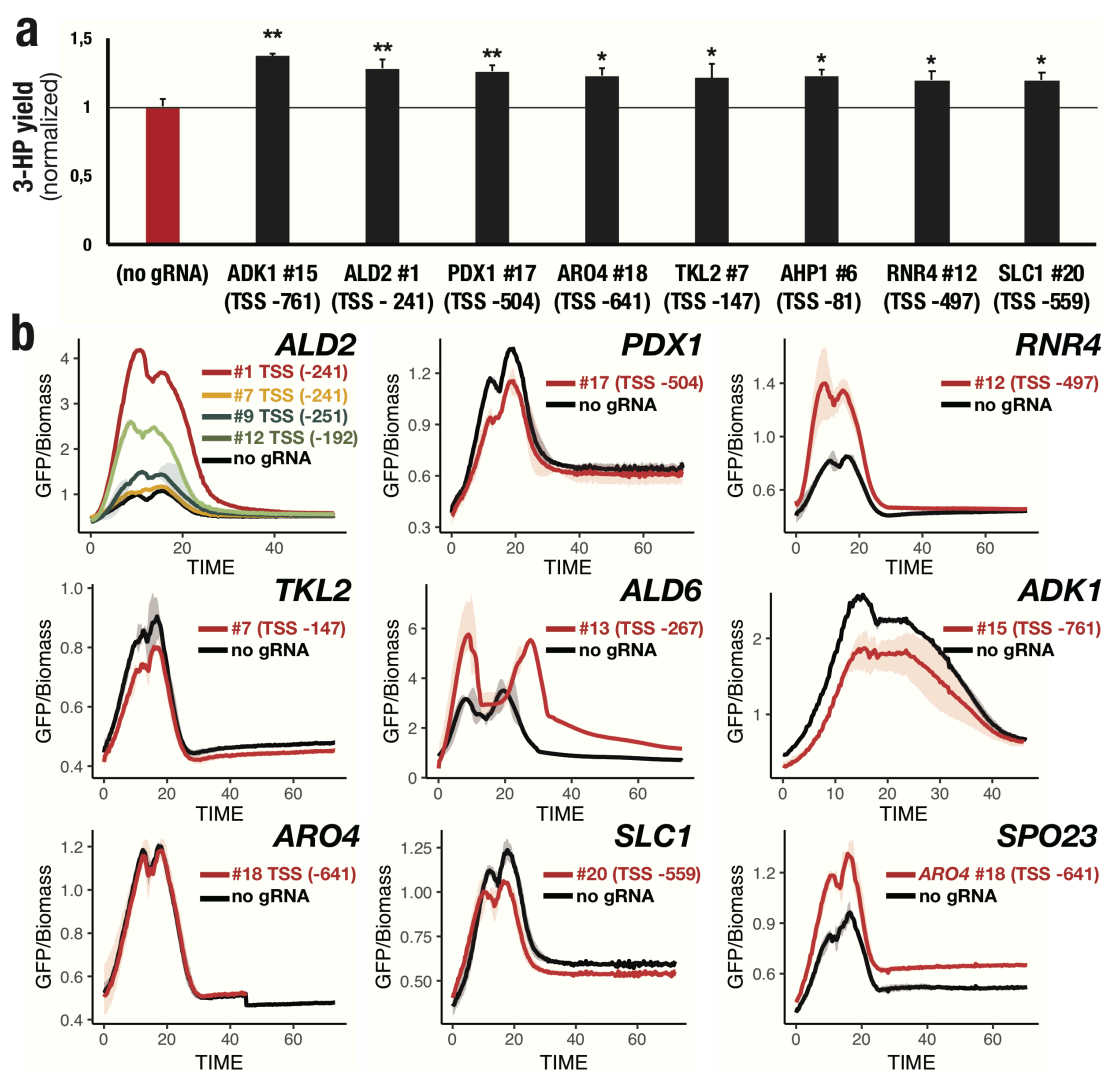 a
3-HP yield
(normalized)
1,5
1
0,5
0
** ** ** * * * * *
(no gRNA) ADK1 #15 ALD2 #1 PDX1 #17 ARO4 #18 TKL2 #7 AHP1 #6 RNR4 #12 SLC1 #20
(TSS -761) (TSS - 241) (TSS -504) (TSS -641) (TSS -147) (TSS -81) (TSS -497) (TSS -559)
b
ALD2
#1 TSS (-241)
#7 TSS (-241)
#9 TSS (-251)
#12 TSS (-192)
no gRNA
GFP/Biomass
4
3
2
1
0 20 40
TIME
PDX1
#17 (TSS -504)
no gRNA
GFP/Biomass
1.2
0.9
0.6
0.3
0 20 40 60
TIME
RNR4
#12 (TSS -497)
no gRNA
GFP/Biomass
1.4
1.0
0.6
0 20 40 60
TIME
TKL2
#7 (TSS -147)
no gRNA
GFP/Biomass
1.0
0.8
0.6
0.4
0 20 40 60
TIME
ALD6
#13 (TSS -267)
no gRNA
GFP/Biomass
6
4
2
0
0 20 40 60
TIME
ADK1
#15 (TSS -761)
no gRNA
GFP/Biomass
2
1
0 10 20 30 40
TIME
ARO4
#18 TSS (-641)
no gRNA
GFP/Biomass
1.2
1.0
0.8
0.6
0.4
0 20 40 60
TIME
SLC1
#20 (TSS -559)
no gRNA
GFP/Biomass
1.25
1.00
0.75
0.50
0 20 40 60
TIME
SPO23
ARO4 #18 (TSS -641)
no gRNA
GFP/Biomass
1.2
0.9
0.6
0 20 40 60
TIME